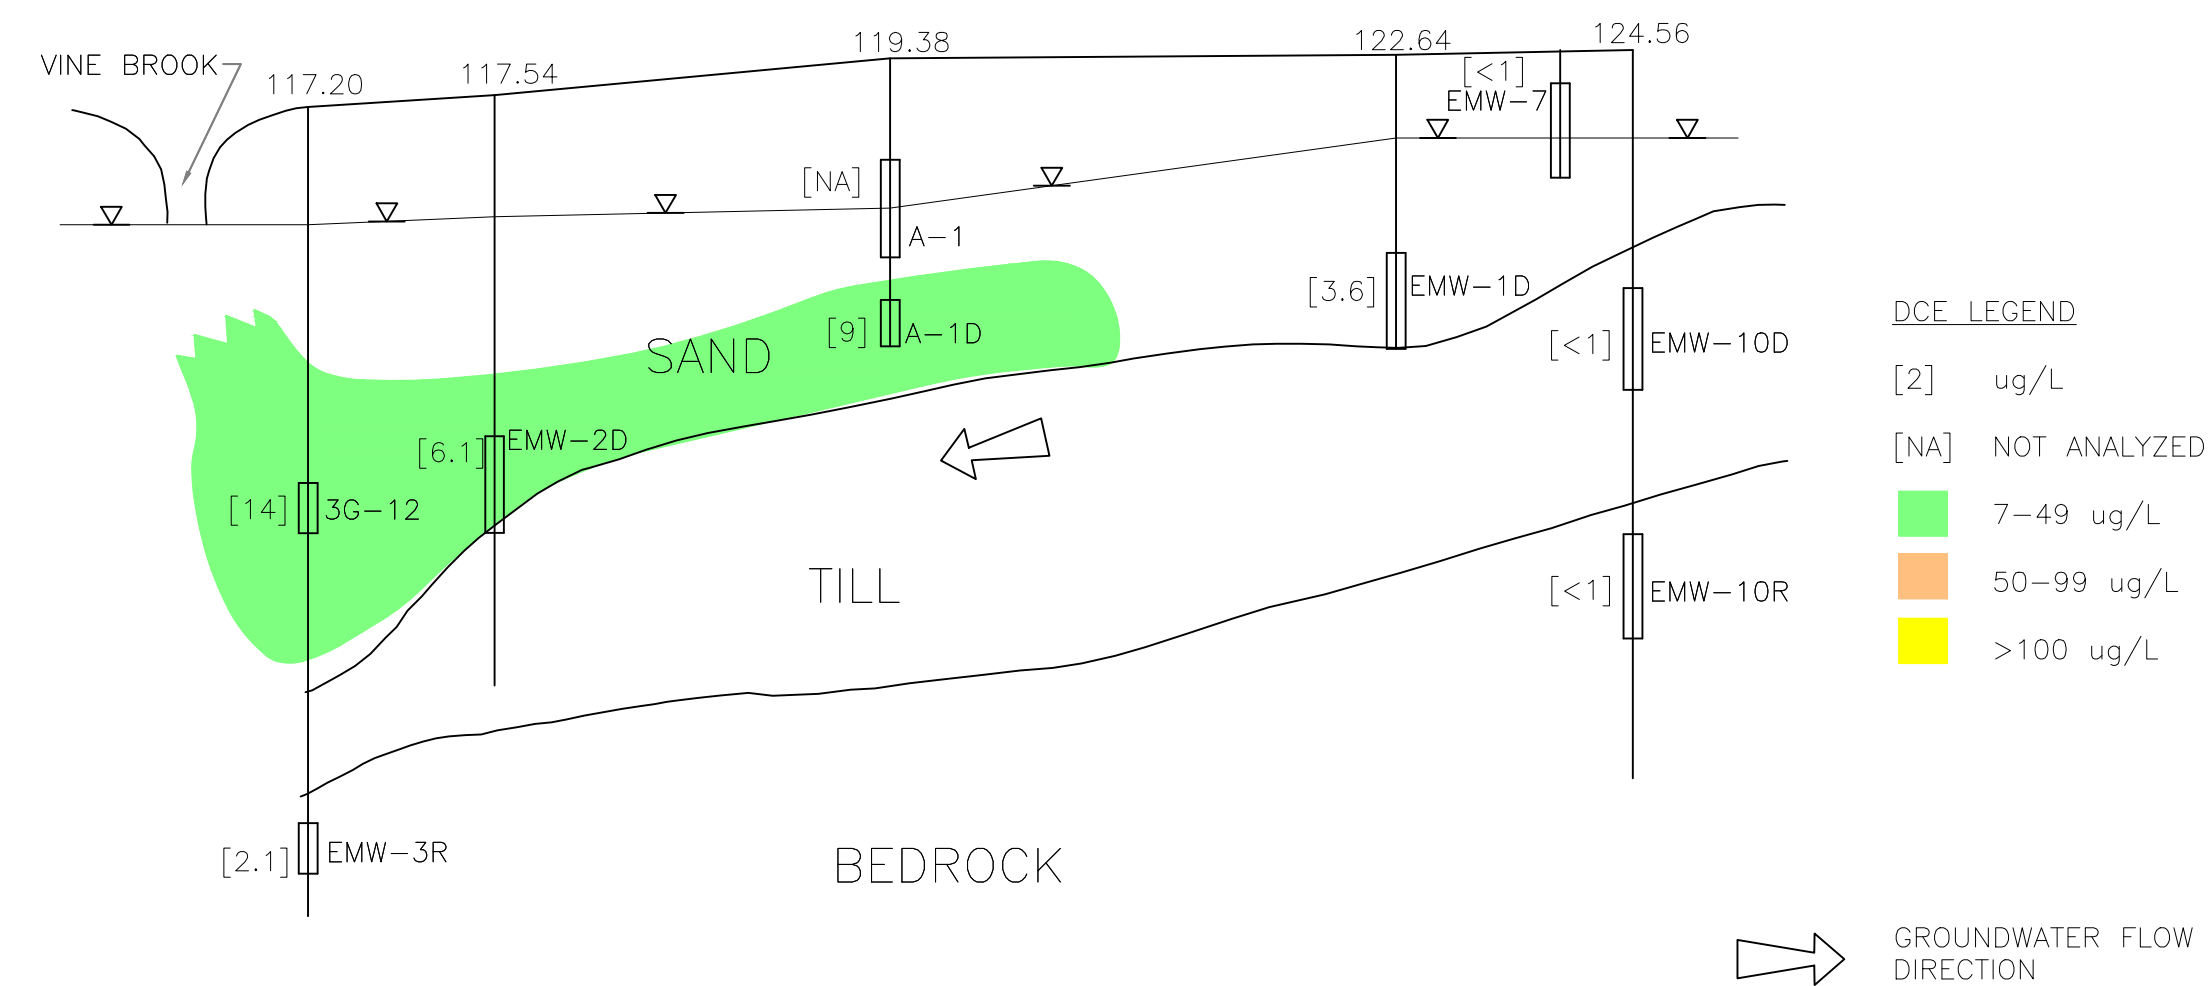 119.38
122.64
124.56
VINE BROOK
117.20
117.54
[<1]
EMW-7
[NA]
A-1
[3.6]
EMW-1D
[9]
A-1D
SAND
[<1]
EMW-10D
[6.1]
EMW-2D
[14]
3G-12
TILL
[<1]
EMW-10R
[2.1]
EMW-3R
BEDROCK
DCE LEGEND
[2] ug/L
[NA] NOT ANALYZED
7-49 ug/L
50-99 ug/L
>100 ug/L
GROUNDWATER FLOW
DIRECTION